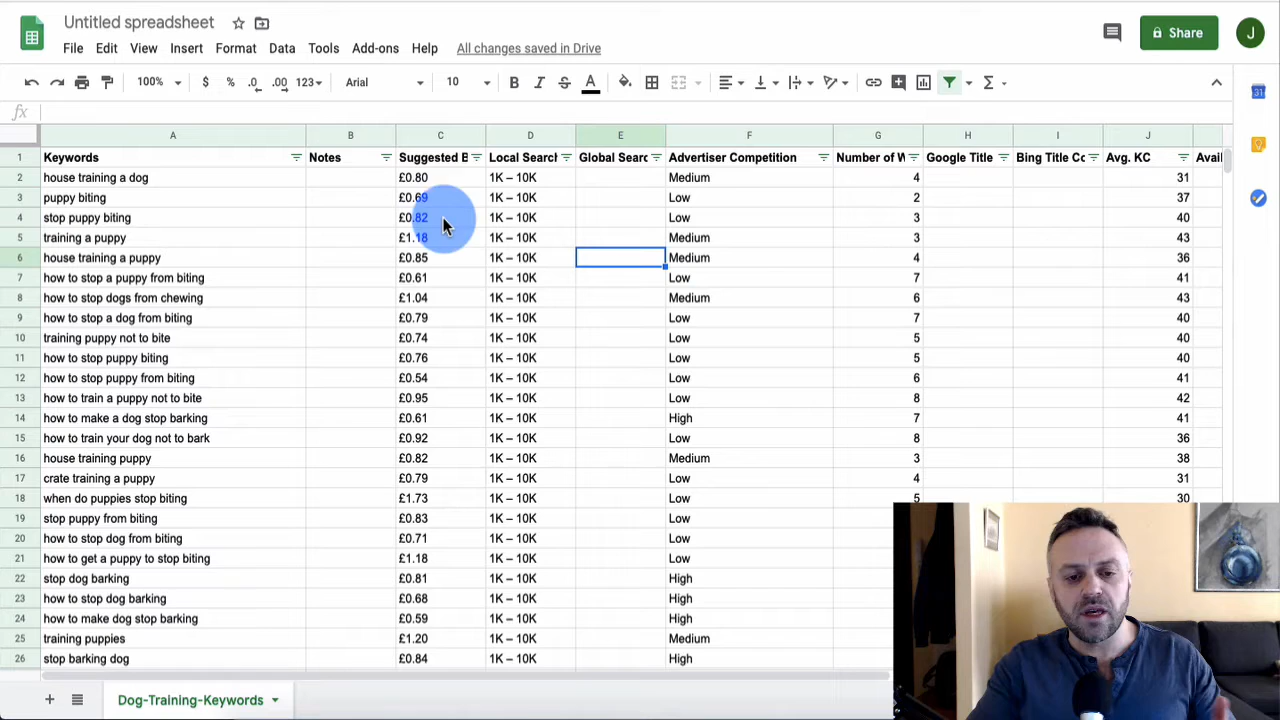 Untitled spreadsheet
File Edit View Insert Format Data Tools Add-ons Help All changes saved in Drive
Share J
100% $ % .0 .00 123 Arial 10 B I S A Σ
31
fx
A B C D E F G H I J
1 Keywords Notes Suggested B Local Search Global Searc Advertiser Competition Number of W Google Title Bing Title Co Avg. KC Avail
2 house training a dog £0.80 1K – 10K Medium 4 31
3 puppy biting £0.69 1K – 10K Low 2 37
4 stop puppy biting £0.82 1K – 10K Low 3 40
5 training a puppy £1.18 1K – 10K Medium 3 43
6 house training a puppy £0.85 1K – 10K Medium 4 36
7 how to stop a puppy from biting £0.61 1K – 10K Low 7 41
8 how to stop dogs from chewing £1.04 1K – 10K Medium 6 43
9 how to stop a dog from biting £0.79 1K – 10K Low 7 40
10 training puppy not to bite £0.74 1K – 10K Low 5 40
11 how to stop puppy biting £0.76 1K – 10K Low 5 40
12 how to stop puppy from biting £0.54 1K – 10K Low 6 41
13 how to train a puppy not to bite £0.95 1K – 10K Low 8 42
14 how to make a dog stop barking £0.61 1K – 10K High 7 41
15 how to train your dog not to bark £0.92 1K – 10K Low 8 36
16 house training puppy £0.82 1K – 10K Medium 3 38
17 crate training a puppy £0.79 1K – 10K Low 4 31
18 when do puppies stop biting £1.73 1K – 10K Low 5 30
19 stop puppy from biting £0.83 1K – 10K Low
20 how to stop dog from biting £0.71 1K – 10K Low
21 how to get a puppy to stop biting £1.18 1K – 10K Low
22 stop dog barking £0.81 1K – 10K High
23 how to stop dog barking £0.68 1K – 10K High
24 how to make dog stop barking £0.59 1K – 10K High
25 training puppies £1.20 1K – 10K Medium
26 stop barking dog £0.84 1K – 10K High
Dog-Training-Keywords